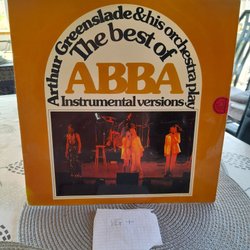 Arthur Greenslade & his orchestra play
The best of
ABBA
Instrumental versions